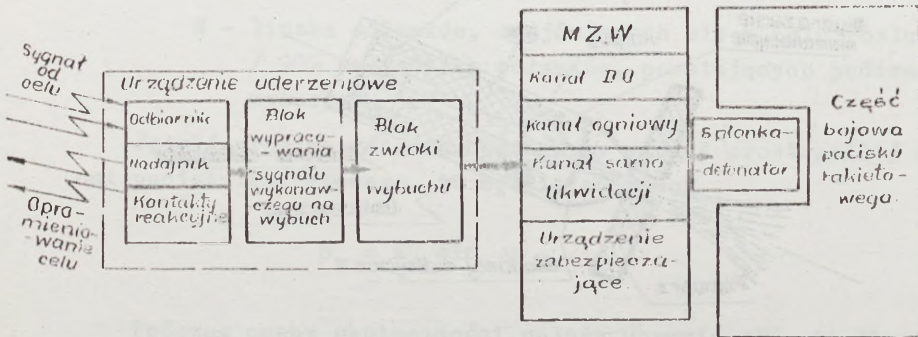 Sygnał
od
celu
Opra-
mienio-
-wanie
celu
Urządzenie uderzeniowe
Odbiornik
Nadajnik
Kontakty
reakcyjne
Blok
wypraco-
-wania
sygnału
wykonaw-
czego na
wybuch
Blok
zwłoki
wybuchu
MZW
Kanał DO
Kanał ogniowy
Kanał samo
likwidacji
Urządzenie
zabezpiecza-
jące
Spłonka-
detonator
Część
bojowa
pocisku
rakieto-
wego